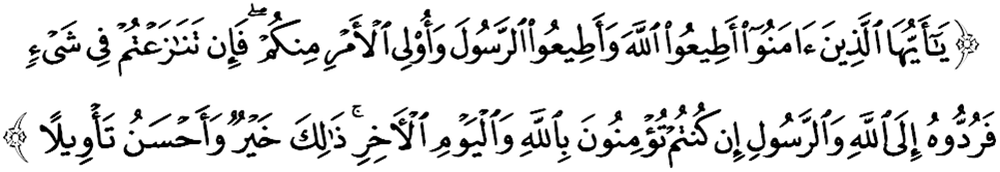 ﴿ يَٰٓأَيُّهَا ٱلَّذِينَ ءَامَنُوٓاْ أَطِيعُواْ ٱللَّهَ وَأَطِيعُواْ ٱلرَّسُولَ وَأُوْلِي ٱلۡأَمۡرِ مِنكُمۡۖ فَإِن تَنَٰزَعۡتُمۡ فِي شَيۡءٖ
فَرُدُّوهُ إِلَى ٱللَّهِ وَٱلرَّسُولِ إِن كُنتُمۡ تُؤۡمِنُونَ بِٱللَّهِ وَٱلۡيَوۡمِ ٱلۡأٓخِرِۚ ذَٰلِكَ خَيۡرٞ وَأَحۡسَنُ تَأۡوِيلًا ﴾